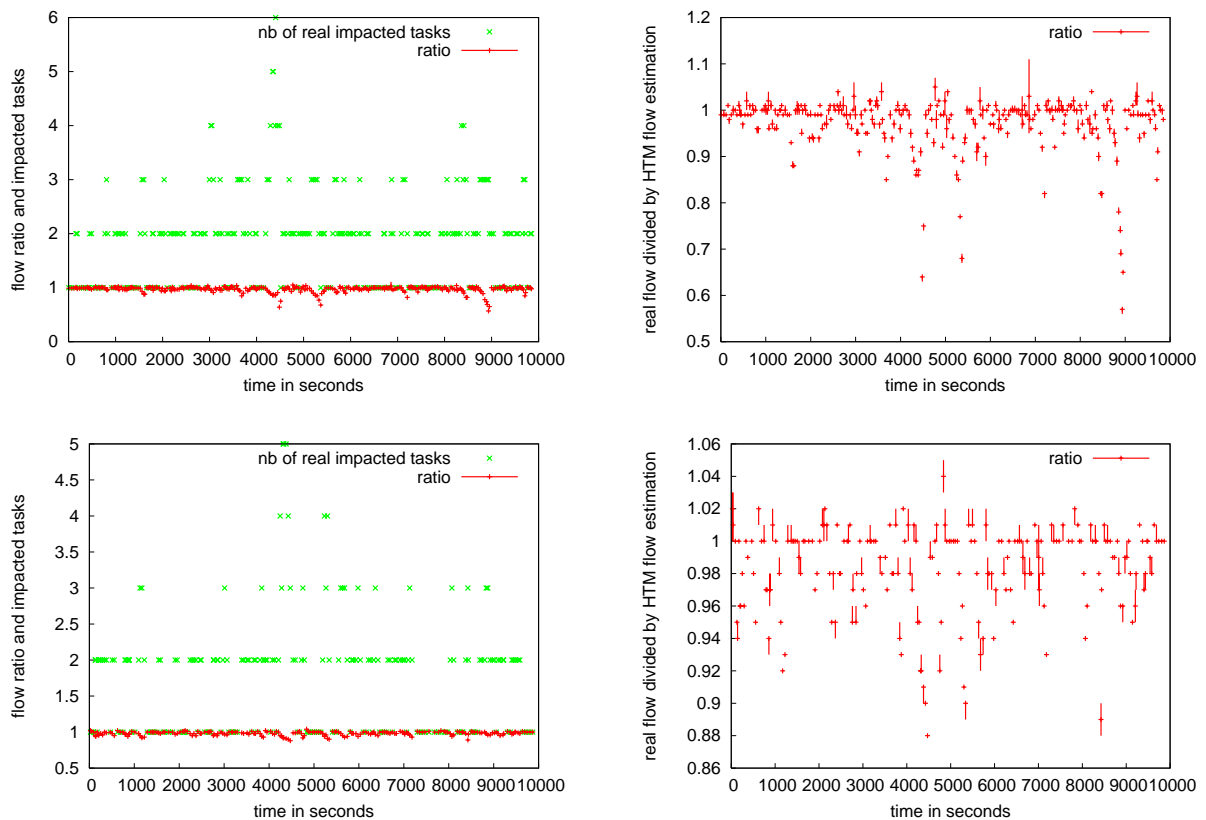 nb of real impacted tasks
ratio
flow ratio and impacted tasks
6
5
4
3
2
1
0
0 1000 2000 3000 4000 5000 6000 7000 8000 9000 10000
time in seconds
ratio
real flow divided by HTM flow estimation
1.2
1.1
1
0.9
0.8
0.7
0.6
0.5
0 1000 2000 3000 4000 5000 6000 7000 8000 9000 10000
time in seconds
nb of real impacted tasks
ratio
flow ratio and impacted tasks
5
4.5
4
3.5
3
2.5
2
1.5
1
0.5
0 1000 2000 3000 4000 5000 6000 7000 8000 9000 10000
time in seconds
ratio
real flow divided by HTM flow estimation
1.06
1.04
1.02
1
0.98
0.96
0.94
0.92
0.9
0.88
0.86
0 1000 2000 3000 4000 5000 6000 7000 8000 9000 10000
time in seconds